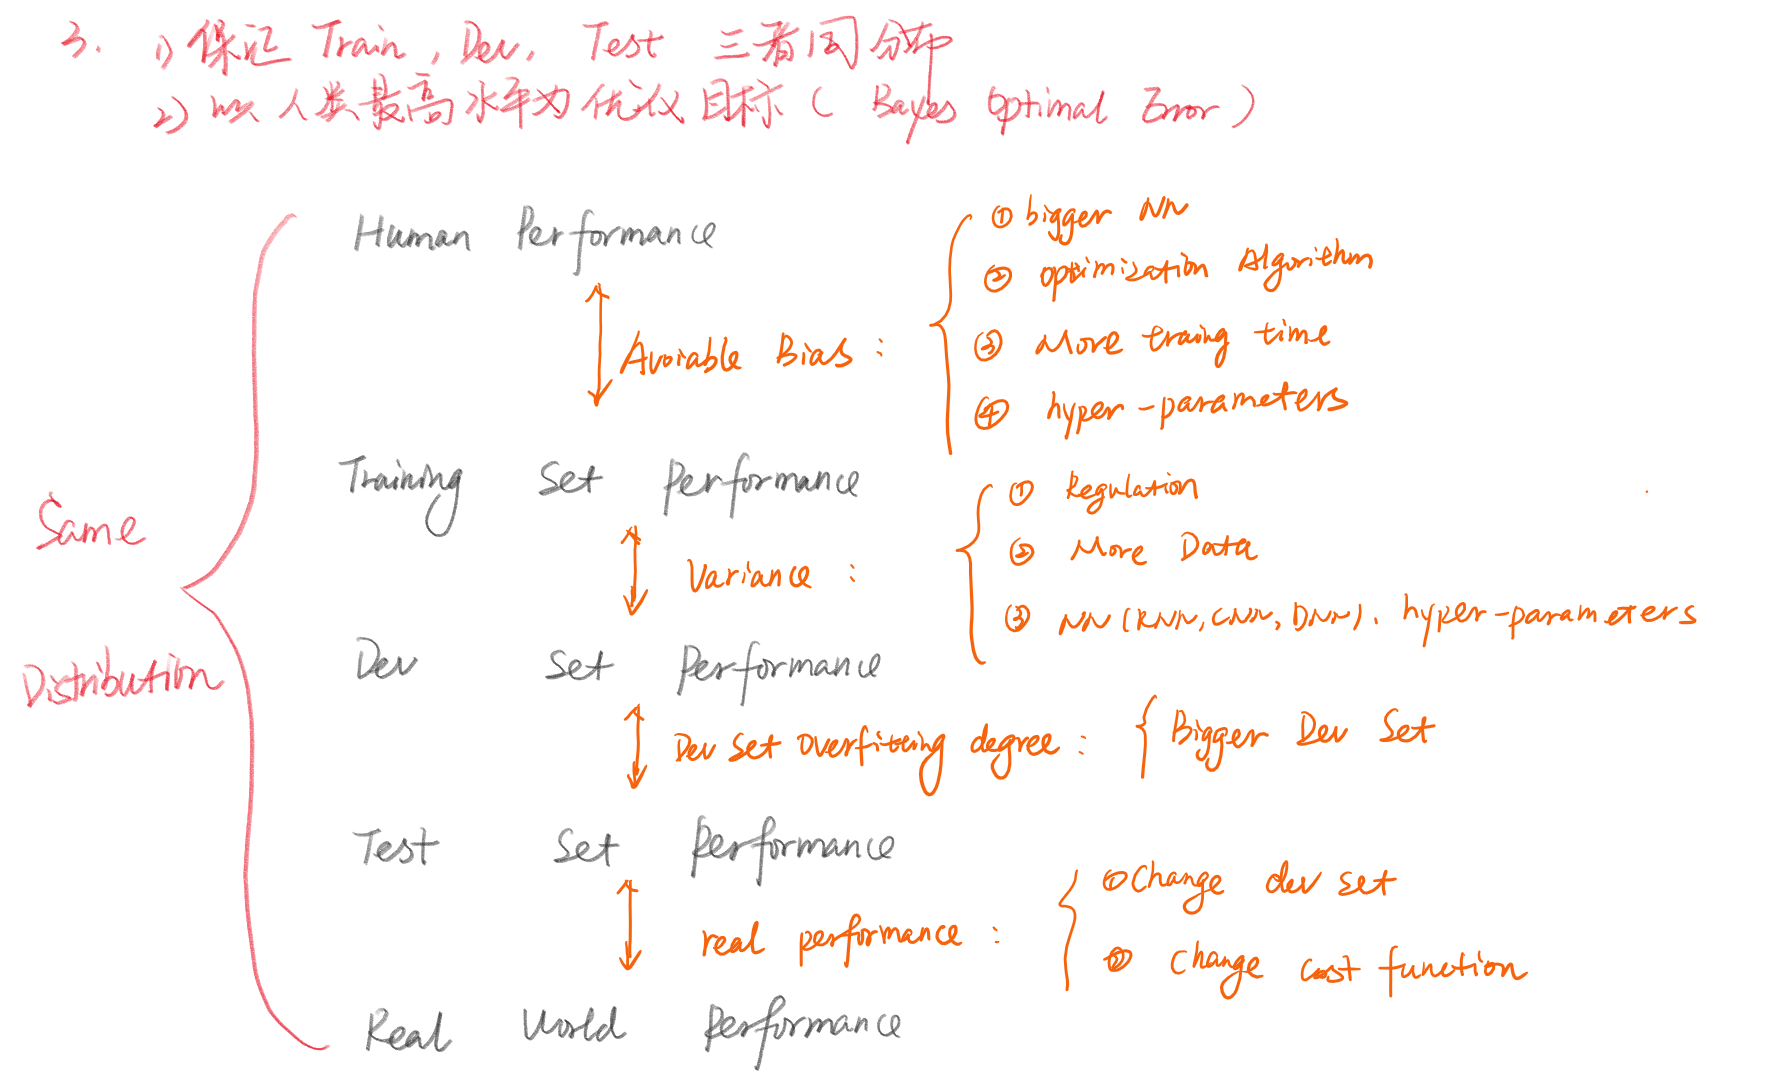 3. 1) 保证 Train, Dev, Test 三者同分布
2) 以人类最高水平为优化目标 ( Bayes Optimal Error )
Human Performance
Avoiable Bias :
① bigger NN
② optimization Algorithm
③ More traing time
④ hyper-parameters
Training Set Performance
Variance :
① Regulation
② More Data
③ NN (RNN, CNN, DNN). hyper-parameters
Same
Distribution
Dev Set Performance
Dev Set Overfitting degree :
Bigger Dev Set
Test Set Performance
real performance :
① Change dev set
② Change cost function
Real World Performance